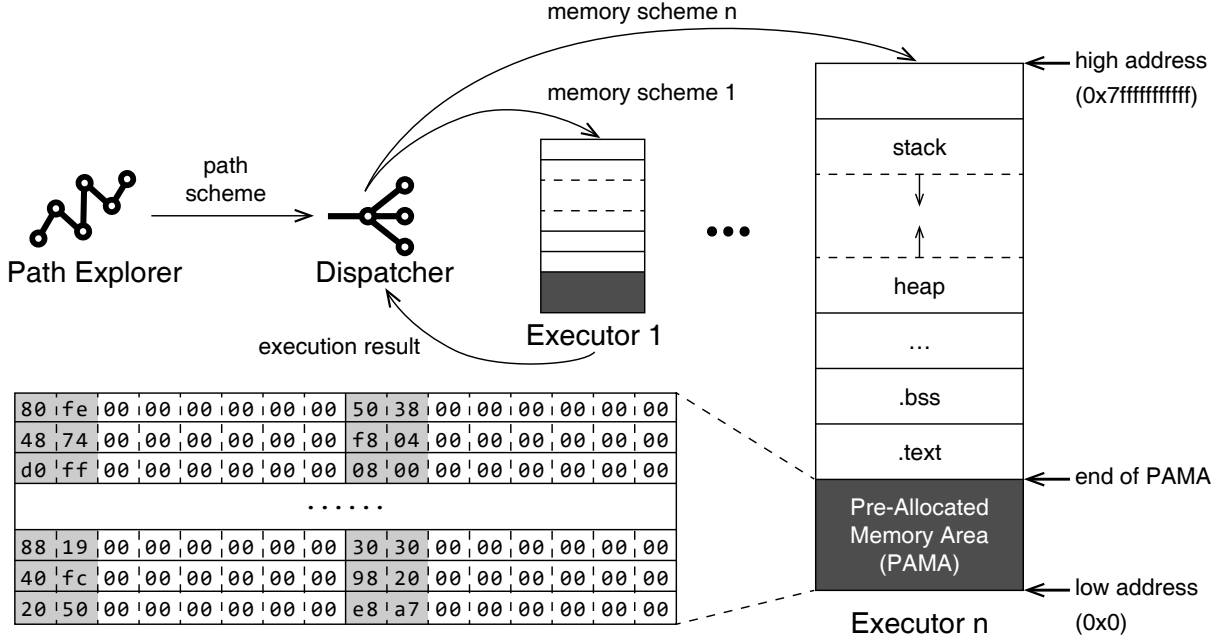 memory scheme n
memory scheme 1
path
scheme
Path Explorer
Dispatcher
execution result
Executor 1
high address
(0x7fffffffffff)
stack
heap
...
.bss
.text
end of PAMA
Pre-Allocated
Memory Area
(PAMA)
low address
(0x0)
Executor n
80 fe 00 00 00 00 00 00 50 38 00 00 00 00 00 00
48 74 00 00 00 00 00 00 f8 04 00 00 00 00 00 00
d0 ff 00 00 00 00 00 00 08 00 00 00 00 00 00 00
......
88 19 00 00 00 00 00 00 30 30 00 00 00 00 00 00
40 fc 00 00 00 00 00 00 98 20 00 00 00 00 00 00
20 50 00 00 00 00 00 00 e8 a7 00 00 00 00 00 00